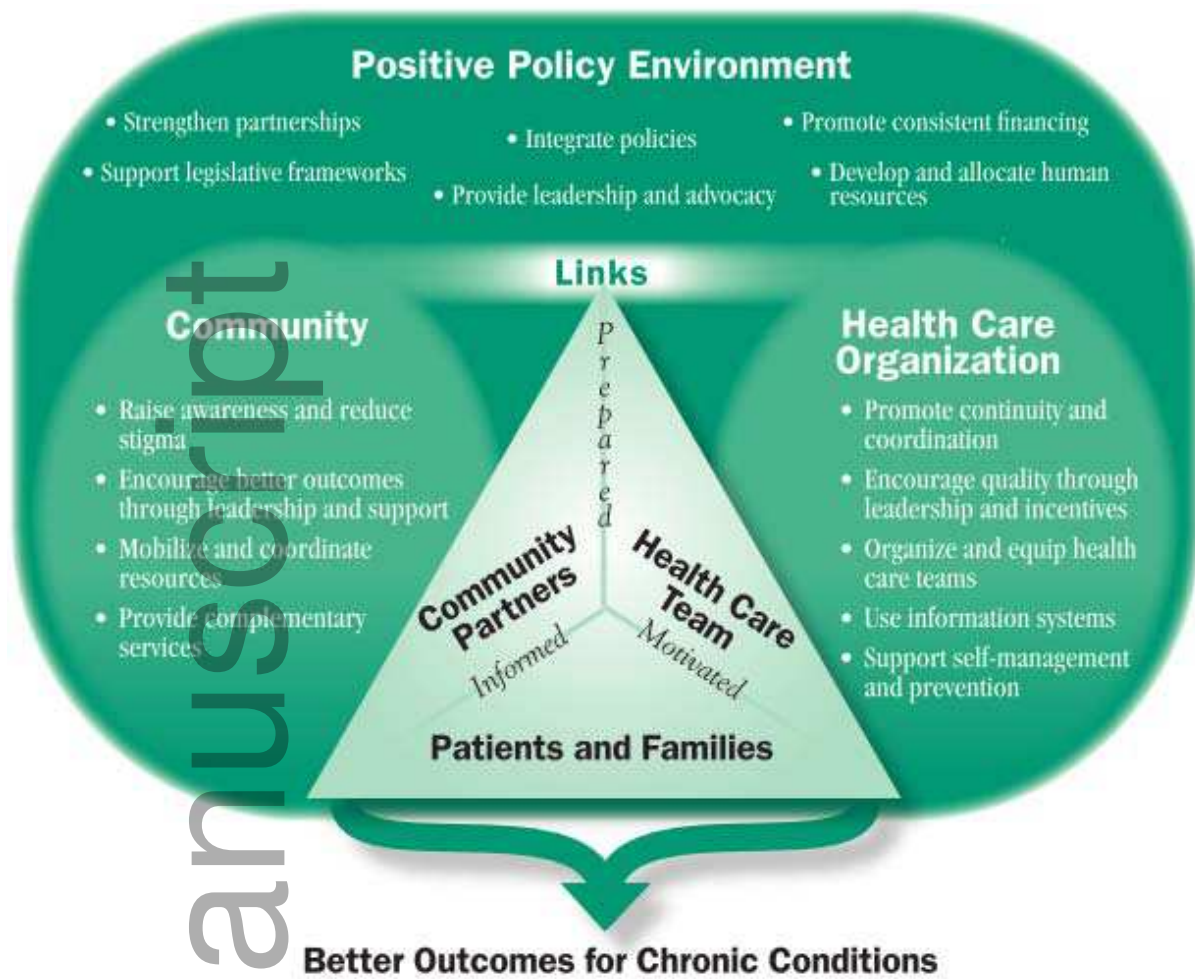 Positive Policy Environment
• Strengthen partnerships
• Support legislative frameworks
• Integrate policies
• Provide leadership and advocacy
• Promote consistent financing
• Develop and allocate human
resources
Links
Community
• Raise awareness and reduce
stigma
• Encourage better outcomes
through leadership and support
• Mobilize and coordinate
resources
• Provide complementary
services
Prepared
Community
Partners
Informed
Health Care
Team
Motivated
Patients and Families
Health Care
Organization
• Promote continuity and
coordination
• Encourage quality through
leadership and incentives
• Organize and equip health
care teams
• Use information systems
• Support self-management
and prevention
Better Outcomes for Chronic Conditions
anuscript